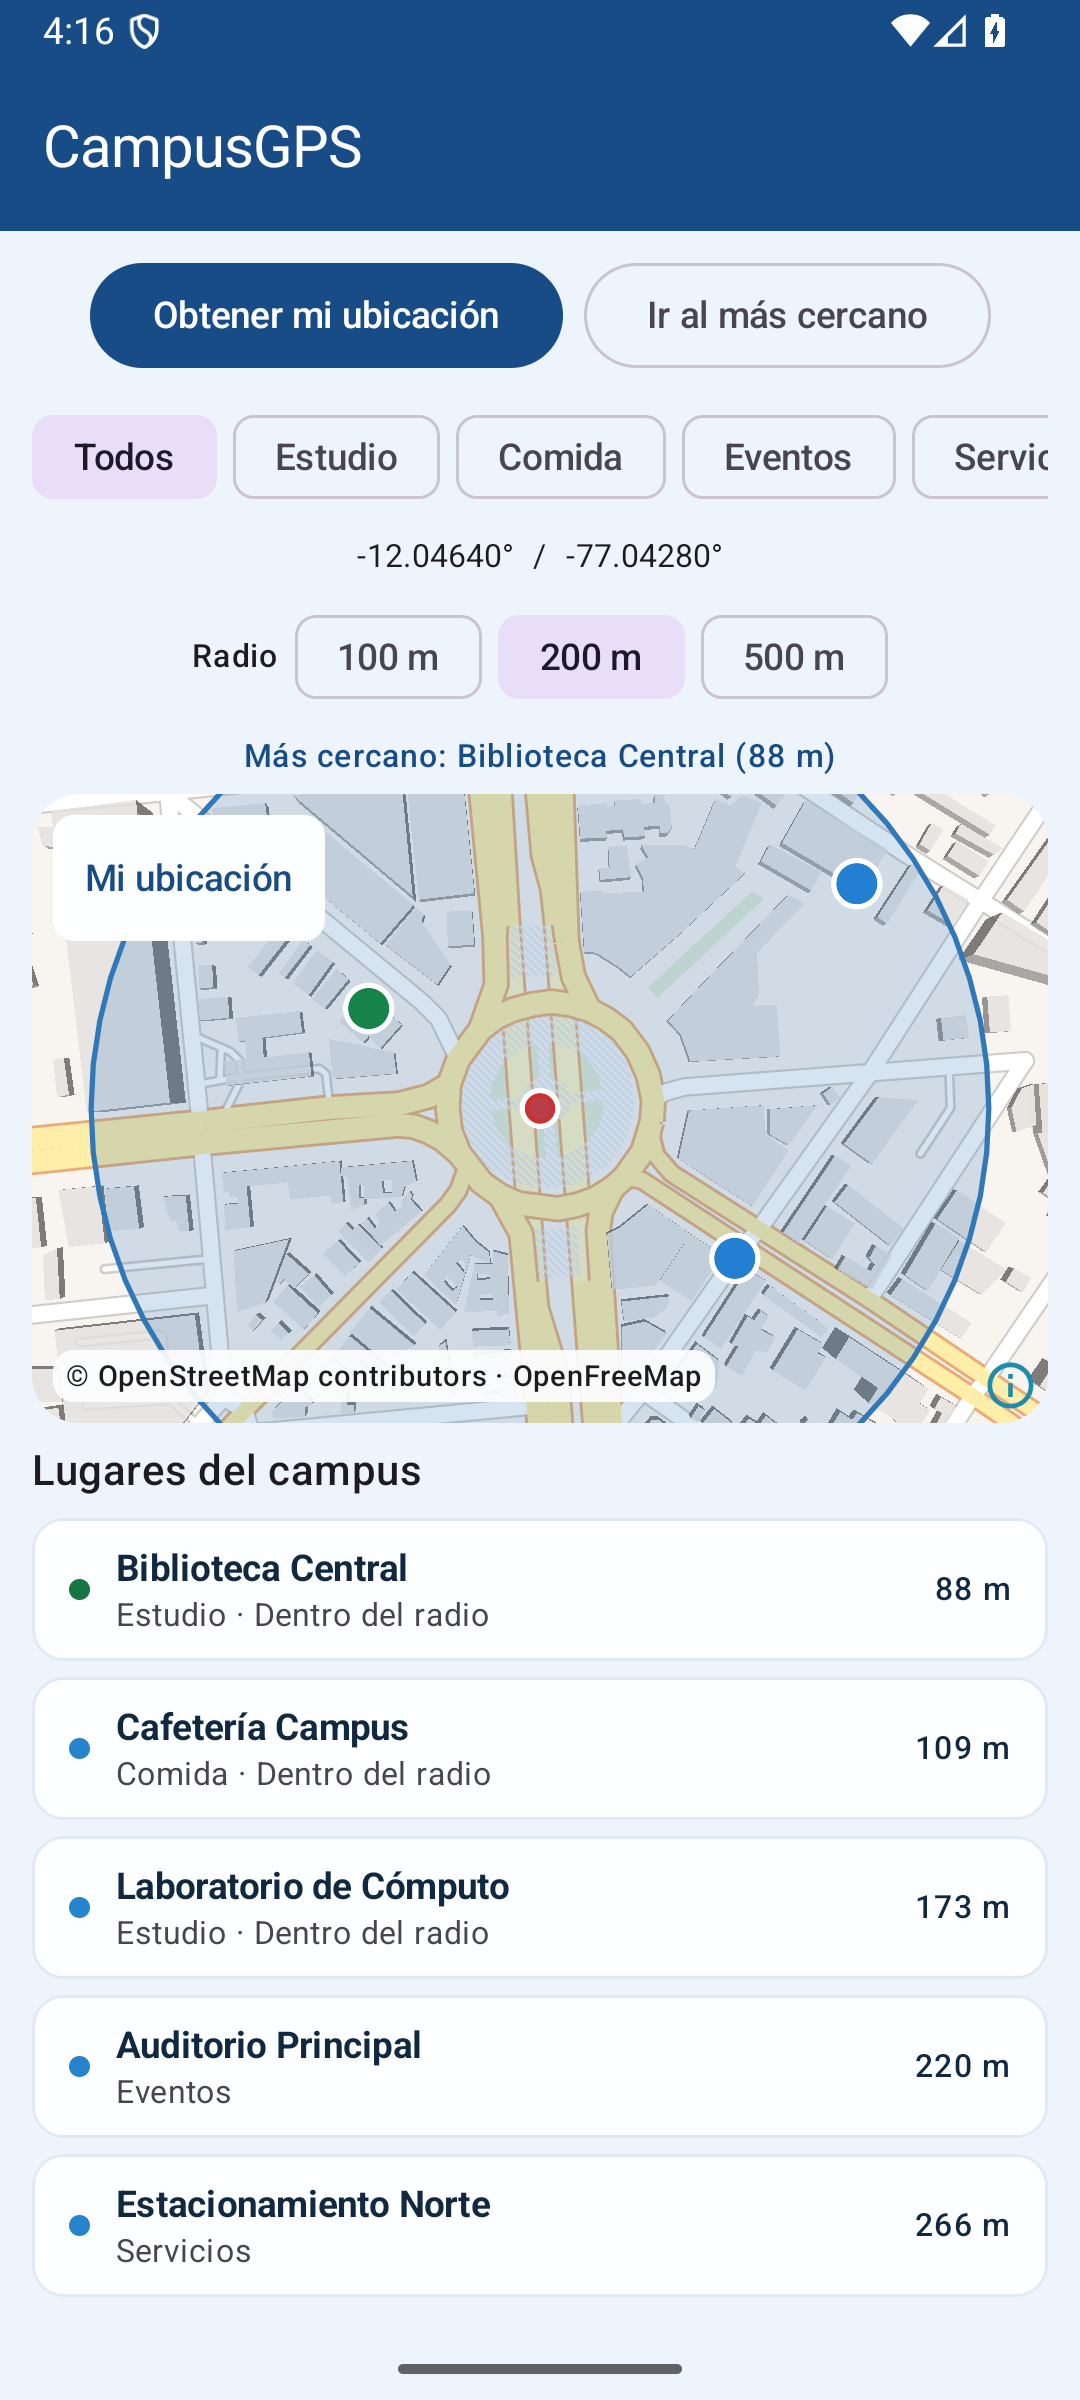 4:16
CampusGPS
Obtener mi ubicación
Ir al más cercano
Todos
Estudio
Comida
Eventos
Servic
-12.04640° / -77.04280°
Radio
100 m
200 m
500 m
Más cercano: Biblioteca Central (88 m)
Mi ubicación
© OpenStreetMap contributors · OpenFreeMap
Lugares del campus
Biblioteca Central
Estudio · Dentro del radio
88 m
Cafetería Campus
Comida · Dentro del radio
109 m
Laboratorio de Cómputo
Estudio · Dentro del radio
173 m
Auditorio Principal
Eventos
220 m
Estacionamiento Norte
Servicios
266 m